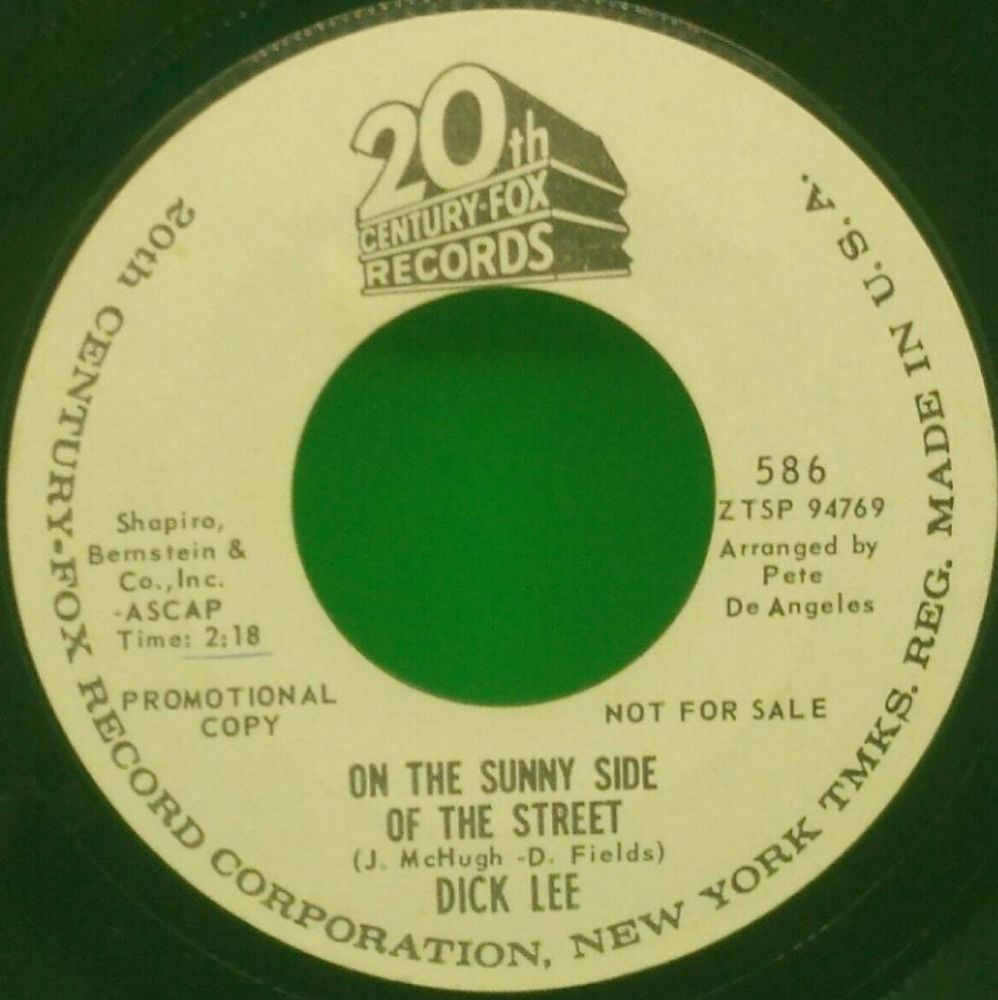 20th
CENTURY-FOX
RECORDS
586
ZTSP 94769
Arranged by
Pete
De Angeles
Shapiro,
Bernstein &
Co., Inc.
-ASCAP
Time: 2:18
PROMOTIONAL
COPY
NOT FOR SALE
ON THE SUNNY SIDE
OF THE STREET
(J. McHugh -D. Fields)
DICK LEE
20th CENTURY-FOX RECORD CORPORATION, NEW YORK TMKS. REG. MADE IN U.S.A.